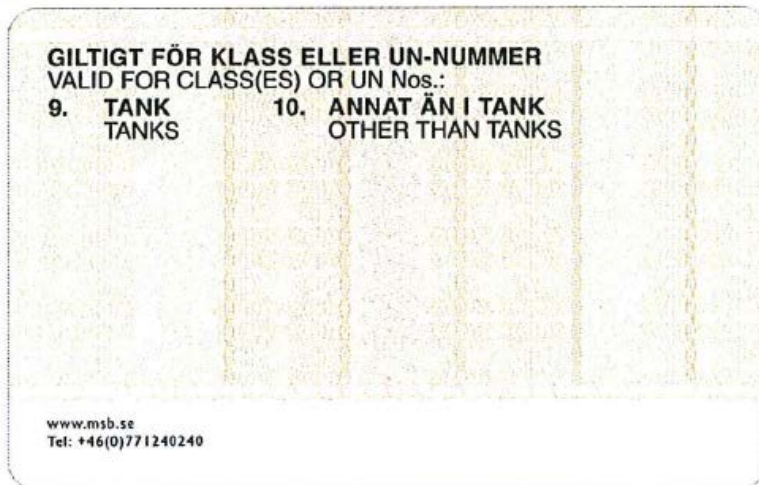 GILTIGT FÖR KLASS ELLER UN-NUMMER
VALID FOR CLASS(ES) OR UN Nos.:
9. TANK 10. ANNAT ÄN I TANK
TANKS OTHER THAN TANKS
www.msb.se
Tel: +46(0)771240240